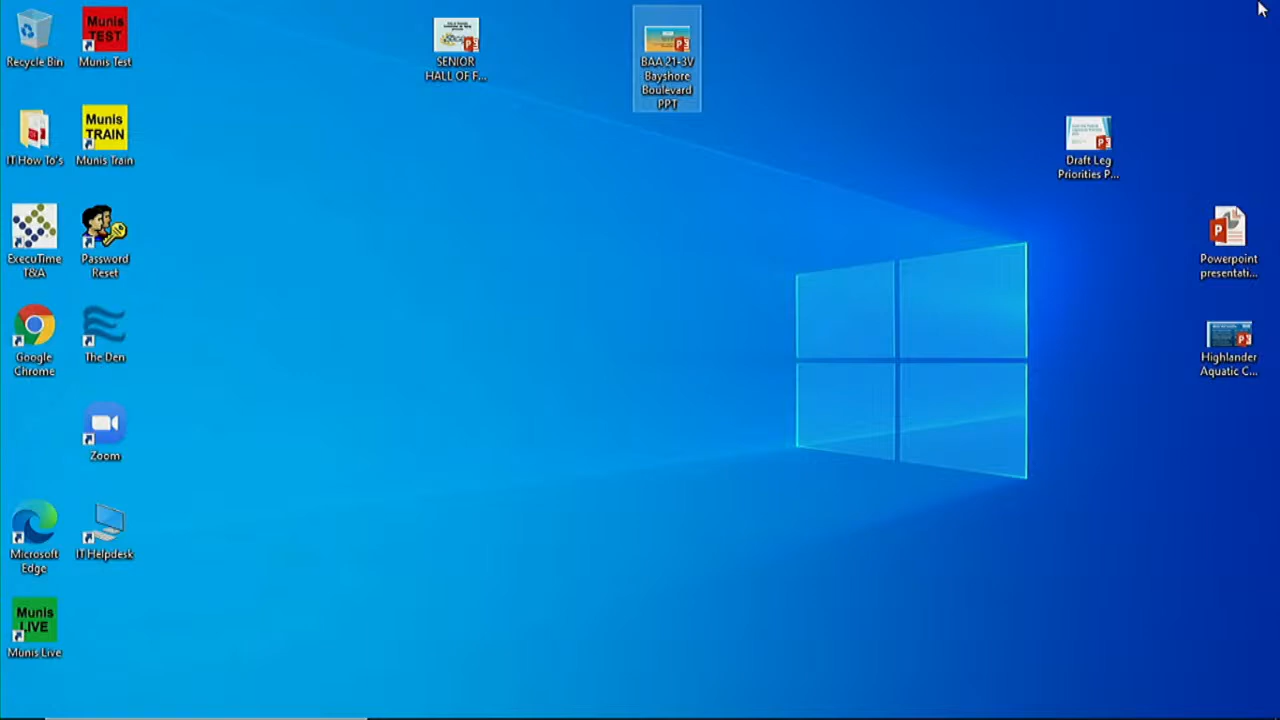 Recycle Bin
Munis
TEST
Munis Test
SENIOR
HALL OF F...
BAA 21-3V
Bayshore
Boulevard
PPT
IT How To's
Munis
TRAIN
Munis Train
Draft Leg
Priorities P...
ExecuTime
T&A
Password
Reset
Powerpoint
presentati...
Google
Chrome
The Den
Highlander
Aquatic C...
Zoom
Microsoft
Edge
IT Helpdesk
Munis
LIVE
Munis Live